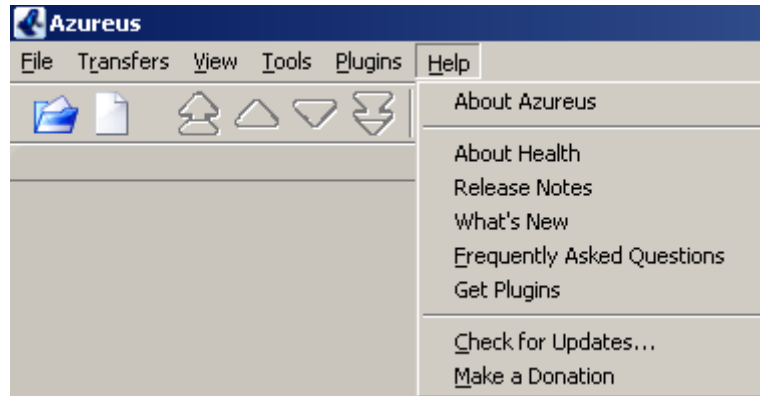 Azureus
File Transfers View Tools Plugins Help
About Azureus
About Health
Release Notes
What's New
Frequently Asked Questions
Get Plugins
Check for Updates...
Make a Donation